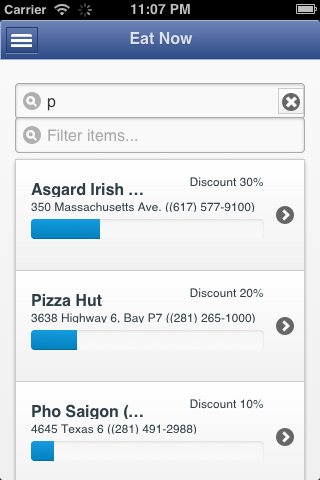 Carrier 11:07 PM
Eat Now
p
Filter items...
Discount 30%
Asgard Irish ...
350 Massachusetts Ave. ((617) 577-9100)
Discount 20%
Pizza Hut
3638 Highway 6, Bay P7 ((281) 265-1000)
Discount 10%
Pho Saigon (...
4645 Texas 6 ((281) 491-2988)